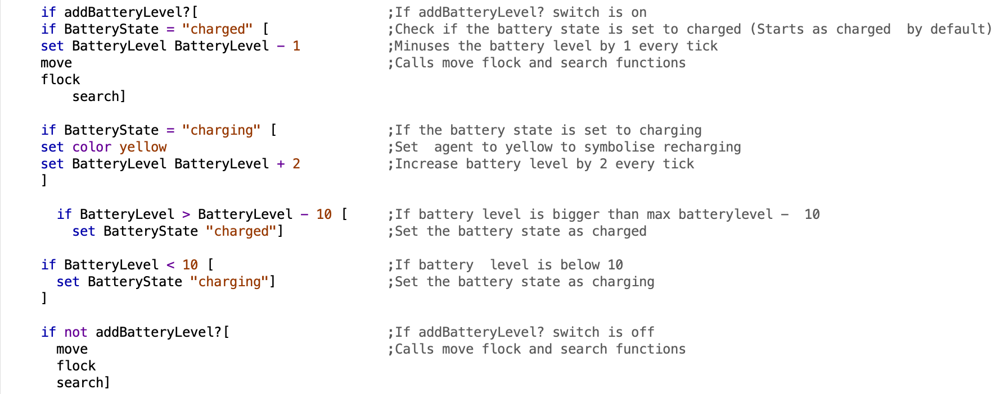 if addBatteryLevel?[ ;If addBatteryLevel? switch is on
if BatteryState = "charged" [ ;Check if the battery state is set to charged (Starts as charged  by default)
set BatteryLevel BatteryLevel - 1 ;Minuses the battery level by 1 every tick
move ;Calls move flock and search functions
flock
search]
if BatteryState = "charging" [ ;If the battery state is set to charging
set color yellow ;Set  agent to yellow to symbolise recharging
set BatteryLevel BatteryLevel + 2 ;Increase battery level by 2 every tick
]
if BatteryLevel > BatteryLevel - 10 [ ;If battery level is bigger than max batterylevel -  10
set BatteryState "charged"] ;Set the battery state as charged
if BatteryLevel < 10 [ ;If battery  level is below 10
set BatteryState "charging"] ;Set the battery state as charging
]
if not addBatteryLevel?[ ;If addBatteryLevel? switch is off
move ;Calls move flock and search functions
flock
search]